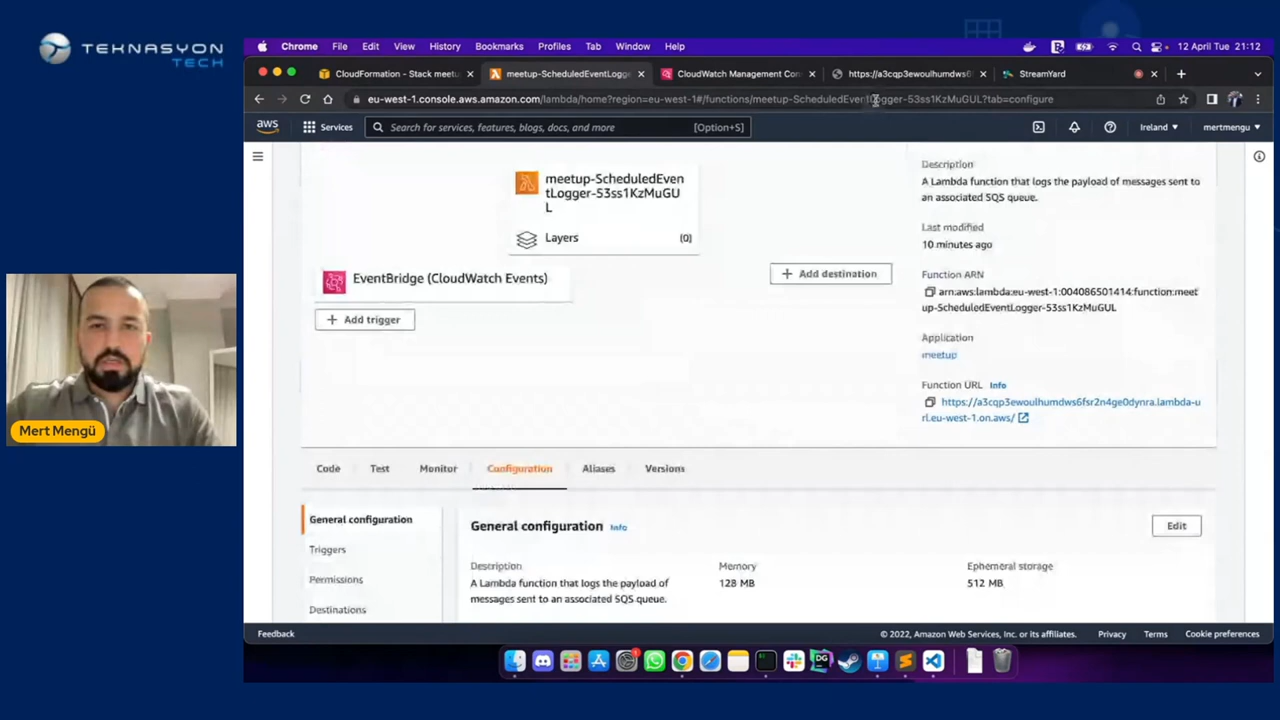 TEKNASYON
TECH
Chrome File Edit View History Bookmarks Profiles Tab Window Help
12 April Tue 21:12
CloudFormation - Stack meetu
meetup-ScheduledEventLogge
CloudWatch Management Con
https://a3cqp3ewoulhumdws6
StreamYard
eu-west-1.console.aws.amazon.com/lambda/home?region=eu-west-1#/functions/meetup-ScheduledEventLogger-53ss1KzMuGUL?tab=configure
aws
Services
Search for services, features, blogs, docs, and more
[Option+S]
Ireland
mertmengu
meetup-ScheduledEven
tLogger-53ss1KzMuGU
L
Layers
(0)
EventBridge (CloudWatch Events)
Add trigger
Add destination
Description
A Lambda function that logs the payload of messages sent to
an associated SQS queue.
Last modified
10 minutes ago
Function ARN
arn:aws:lambda:eu-west-1:004086501414:function:meet
up-ScheduledEventLogger-53ss1KzMuGUL
Application
meetup
Function URL Info
https://a3cqp3ewoulhumdws6fsr2n4ge0dynra.lambda-u
rl.eu-west-1.on.aws/
Code
Test
Monitor
Configuration
Aliases
Versions
General configuration
Triggers
Permissions
Destinations
General configuration Info
Edit
Description
A Lambda function that logs the payload of
messages sent to an associated SQS queue.
Memory
128 MB
Ephemeral storage
512 MB
Feedback
© 2022, Amazon Web Services, Inc. or its affiliates.
Privacy
Terms
Cookie preferences
Mert Mengü